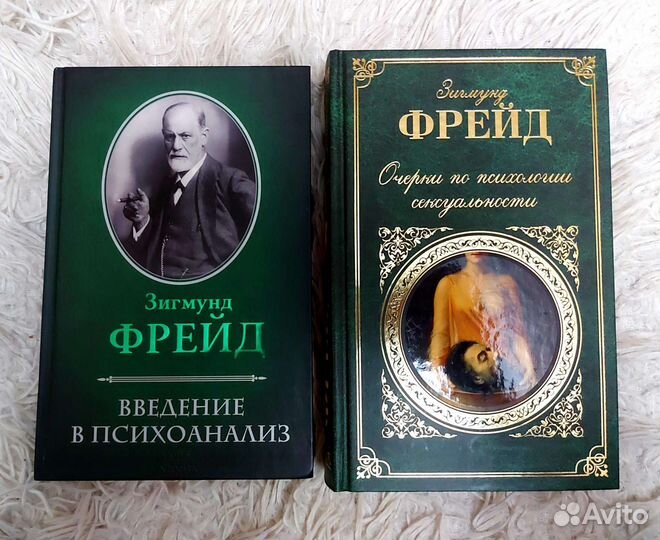 Зигмунд
ФРЕЙД
ВВЕДЕНИЕ
В ПСИХОАНАЛИЗ
Зигмунд
ФРЕЙД
Очерки по психологии
сексуальности
Avito